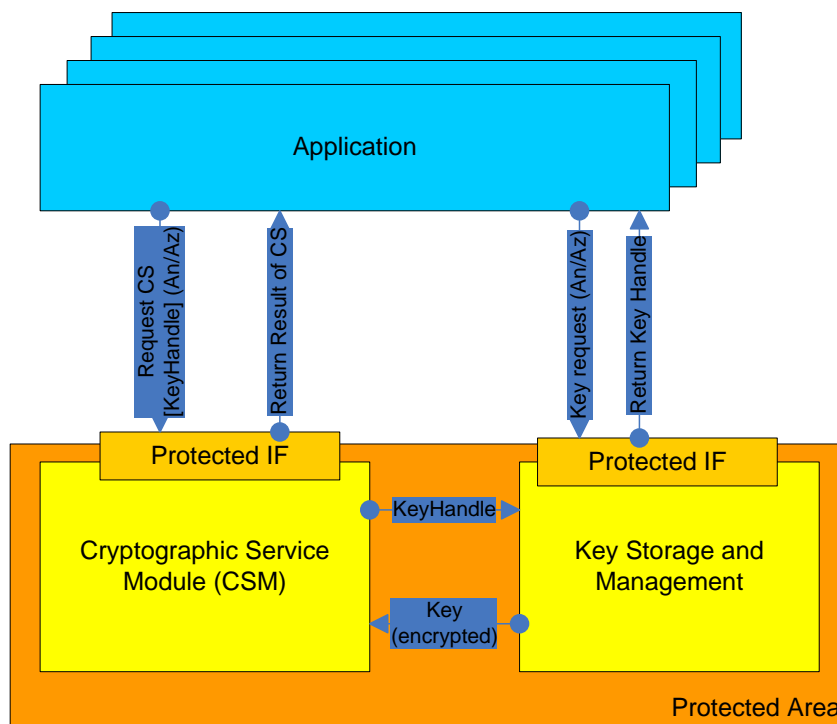 Application
Request CS
[KeyHandle] (An/Az)
Return Result of CS
Key request (An/Az)
Return Key Handle
Protected IF
Protected IF
Cryptographic Service
Module (CSM)
KeyHandle
Key Storage and
Management
Key
(encrypted)
Protected Area